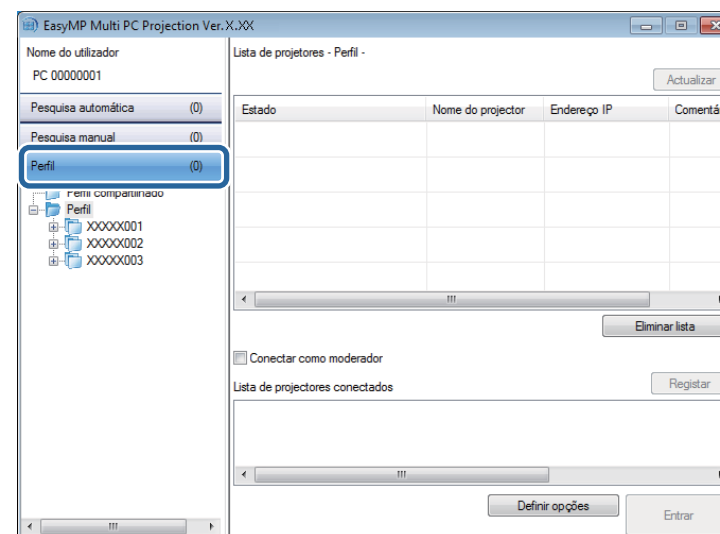 EasyMP Multi PC Projection Ver.X.XX
Nome do utilizador
PC 00000001
Pesquisa automática (0)
Pesquisa manual (0)
Perfil (0)
Perfil compartilhado
Perfil
XXXXX001
XXXXX002
XXXXX003
Lista de projetores - Perfil -
Actualizar
Estado Nome do projector Endereço IP Comentá
Eliminar lista
Conectar como moderador
Lista de projectores conectados
Registar
Definir opções
Entrar